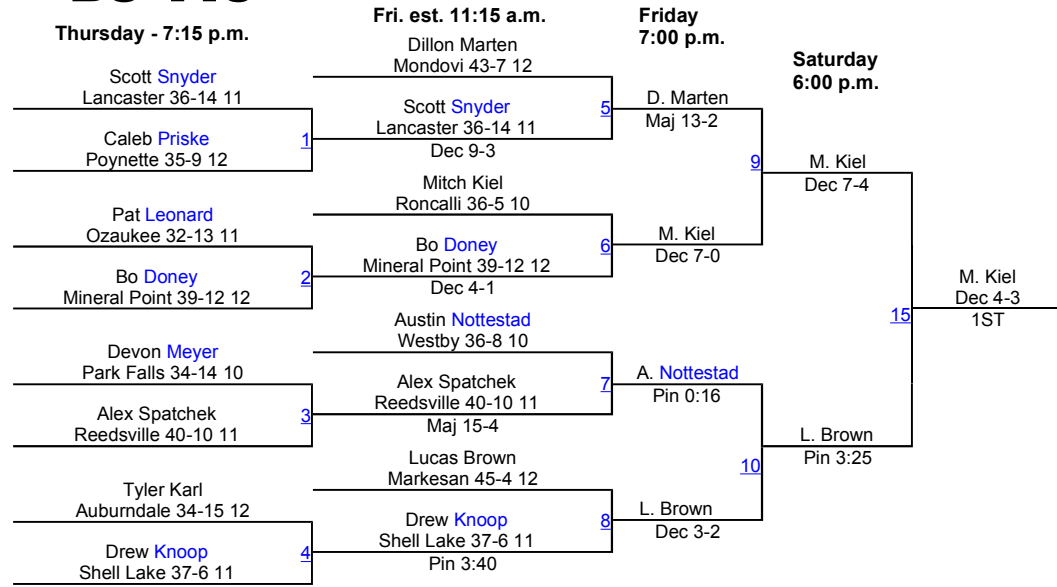 Thursday - 7:15 p.m.
Scott Snyder
Lancaster 36-14 11
Caleb Priske
Poynette 35-9 12
1
Pat Leonard
Ozaukee 32-13 11
Bo Doney
Mineral Point 39-12 12
2
Devon Meyer
Park Falls 34-14 10
Alex Spatchek
Reedsville 40-10 11
3
Tyler Karl
Auburndale 34-15 12
Drew Knoop
Shell Lake 37-6 11
4
Fri. est. 11:15 a.m.
Dillon Marten
Mondovi 43-7 12
Scott Snyder
Lancaster 36-14 11
Dec 9-3
5
Mitch Kiel
Roncalli 36-5 10
Bo Doney
Mineral Point 39-12 12
Dec 4-1
6
Austin Nottestad
Westby 36-8 10
Alex Spatchek
Reedsville 40-10 11
Maj 15-4
7
Lucas Brown
Markesan 45-4 12
Drew Knoop
Shell Lake 37-6 11
Pin 3:40
8
Friday
7:00 p.m.
D. Marten
Maj 13-2
9
M. Kiel
Dec 7-0
A. Nottestad
Pin 0:16
10
L. Brown
Dec 3-2
Saturday
6:00 p.m.
M. Kiel
Dec 7-4
15
L. Brown
Pin 3:25
M. Kiel
Dec 4-3
1ST